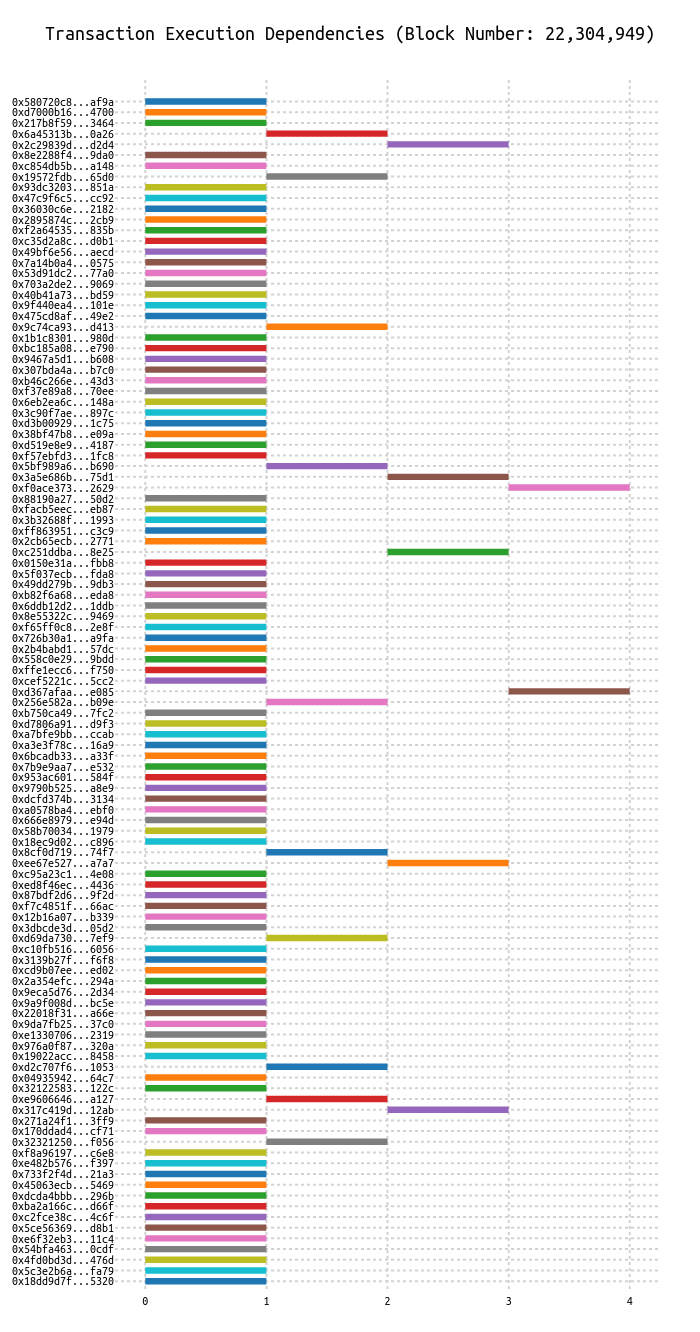 Transaction Execution Dependencies (Block Number: 22,304,949)
0x580720c8...af9a
0xd7000b16...4700
0x217b8f59...3464
0x6a45313b...0a26
0x2c29839d...d2d4
0x8e2288f4...9da0
0xc854db5b...a148
0x19572fdb...65d0
0x93dc3203...851a
0x47c9f6c5...cc92
0x36030c6e...2182
0x2895874c...2cb9
0xf2a64535...835b
0xc35d2a8c...d0b1
0x49bf6e56...aecd
0x7a14b0a4...0575
0x53d91dc2...77a0
0x703a2de2...9069
0x40b41a73...bd59
0x9f440ea4...101e
0x475cd8af...49e2
0x9c74ca93...d413
0x1b1c8301...980d
0xbc185a08...e790
0x9467a5d1...b608
0x307bda4a...b7c0
0xb46c266e...43d3
0xf37e89a8...70ee
0x6eb2ea6c...148a
0x3c90f7ae...897c
0xd3b00929...1c75
0x38bf47b8...e09a
0xd519e8e9...4187
0xf57ebfd3...1fc8
0x5bf989a6...b690
0x3a5e686b...75d1
0xf0ace373...2629
0x88190a27...50d2
0xfacb5eec...eb87
0x3b32688f...1993
0xff863951...c3c9
0x2cb65ecb...2771
0xc251ddba...8e25
0x0150e31a...fbb8
0x5f037ecb...fda8
0x49dd279b...9db3
0xb82f6a68...eda8
0x6ddb12d2...1ddb
0x8e55322c...9469
0xf65ff0c8...2e8f
0x726b30a1...a9fa
0x2b4babd1...57dc
0x558c0e29...9bdd
0xffe1ecc6...f750
0xcef5221c...5cc2
0xd367afaa...e085
0x256e582a...b09e
0xb750ca49...7fc2
0xd7806a91...d9f3
0xa7bfe9bb...ccab
0xa3e3f78c...16a9
0x6bcadb33...a33f
0x7b9e9aa7...e532
0x953ac601...584f
0x9790b525...a8e9
0xdcfd374b...3134
0xa0578ba4...ebf0
0x666e8979...e94d
0x58b70034...1979
0x18ec9d02...c896
0x8cf0d719...74f7
0xee67e527...a7a7
0xc95a23c1...4e08
0xed8f46ec...4436
0x87bdf2d6...9f2d
0xf7c4851f...66ac
0x12b16a07...b339
0x3dbcde3d...05d2
0xd69da730...7ef9
0xc10fb516...6056
0x3139b27f...f6f8
0xcd9b07ee...ed02
0x2a354efc...294a
0x9eca5d76...2d34
0x9a9f008d...bc5e
0x22018f31...a66e
0x9da7fb25...37c0
0xe1330706...2319
0x976a0f87...320a
0x19022acc...8458
0xd2c707f6...1053
0x04935942...64c7
0x32122583...122c
0xe9606646...a127
0x317c419d...12ab
0x271a24f1...3ff9
0x170ddad4...cf71
0x32321250...f056
0xf8a96197...c6e8
0xe482b576...f397
0x733f2f4d...21a3
0x45063ecb...5469
0xdcda4bbb...296b
0xba2a166c...d66f
0xc2fce38c...4c6f
0x5ce56369...d8b1
0xe6f32eb3...11c4
0x54bfa463...0cdf
0x4fd0bd3d...476d
0x5c3e2b6a...fa79
0x18dd9d7f...5320
0 1 2 3 4